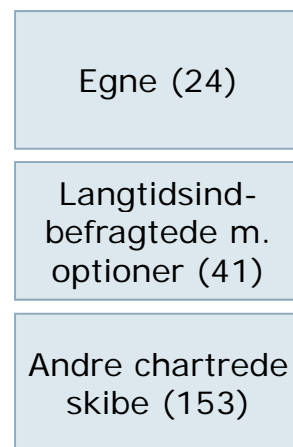 Egne (24)
Langtidsind-
befragtede m.
optioner (41)
Andre chartrede
skibe (153)